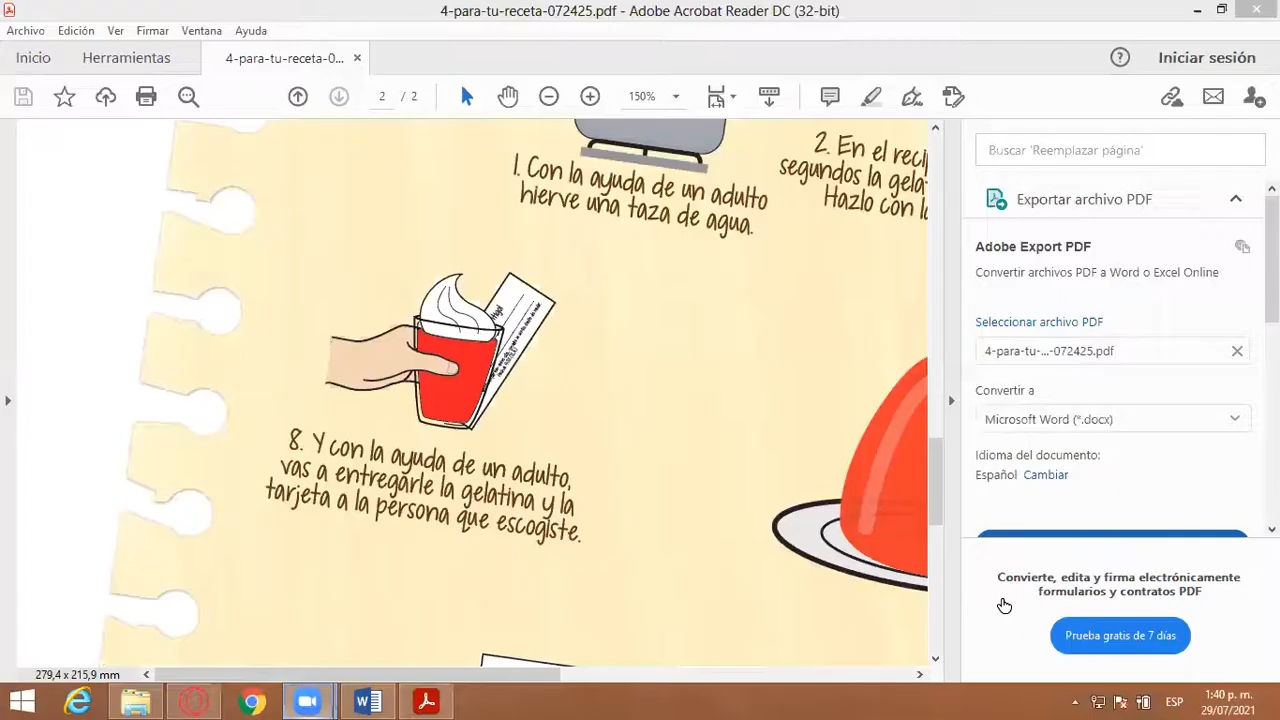 4-para-tu-receta-072425.pdf - Adobe Acrobat Reader DC (32-bit)
Archivo Edición Ver Firmar Ventana Ayuda
Inicio Herramientas 4-para-tu-receta-0... × Iniciar sesión
2 / 2 150%
1. Con la ayuda de un adulto
hierve una taza de agua.
2. En el reci
segundos la gelat
Hazlo con l
8. Y con la ayuda de un adulto,
vas a entregarle la gelatina y la
tarjeta a la persona que escogiste.
Buscar 'Reemplazar página'
Exportar archivo PDF
Adobe Export PDF
Convertir archivos PDF a Word o Excel Online
Seleccionar archivo PDF
4-para-tu-...-072425.pdf
Convertir a
Microsoft Word (*.docx)
Idioma del documento:
Español Cambiar
Convierte, edita y firma electrónicamente
formularios y contratos PDF
Prueba gratis de 7 días
279,4 x 215,9 mm
ESP
1:40 p. m.
29/07/2021